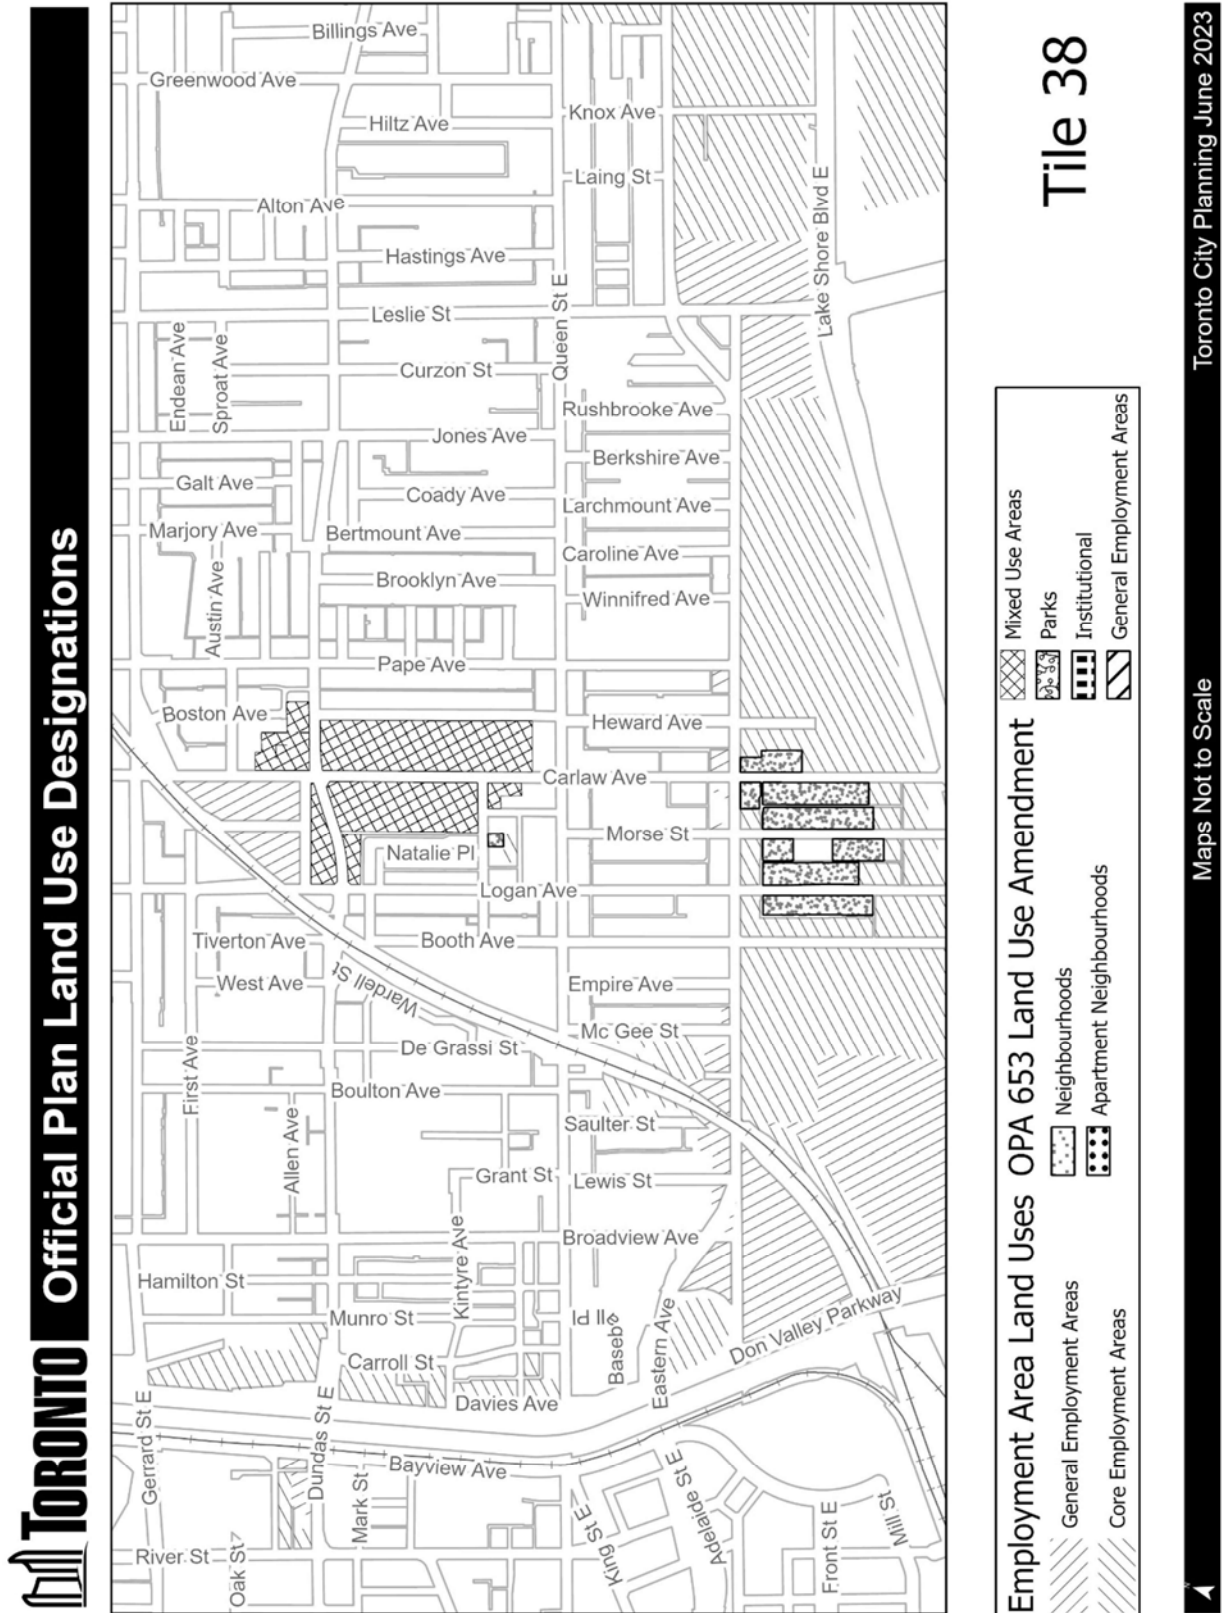 TORONTO
Official Plan Land Use Designations
Gerrard St E
River St
Oak St
Hamilton St
First Ave
Tiverton Ave
West Ave
Boston Ave
Austin Ave
Marjory Ave
Galt Ave
Endean Ave
Sproat Ave
Alton Ave
Greenwood Ave
Dundas St E
Mark St
Munro St
Carroll St
Allen Ave
Boulton Ave
Wardell St
Billings Ave
Hiltz Ave
Hastings Ave
Leslie St
Curzon St
Jones Ave
Coady Ave
Bertmount Ave
Brooklyn Ave
Pape Ave
Natalie Pl
Logan Ave
Booth Ave
De Grassi St
Grant St
Kintyre Ave
Davies Ave
Bayview Ave
Queen St E
Carlaw Ave
Knox Ave
Laing St
Rushbrooke Ave
Berkshire Ave
Larchmount Ave
Caroline Ave
Winnifred Ave
Heward Ave
Morse St
Empire Ave
Mc Gee St
Saulter St
Lewis St
Broadview Ave
Baseball Pl
Eastern Ave
King St E
Adelaide St E
Don Valley Parkway
Front St E
Mill St
Lake Shore Blvd E
Employment Area Land Uses
General Employment Areas
Core Employment Areas
OPA 653 Land Use Amendment
Neighbourhoods
Apartment Neighbourhoods
Mixed Use Areas
Parks
Institutional
General Employment Areas
Tile 38
Maps Not to Scale
Toronto City Planning June 2023